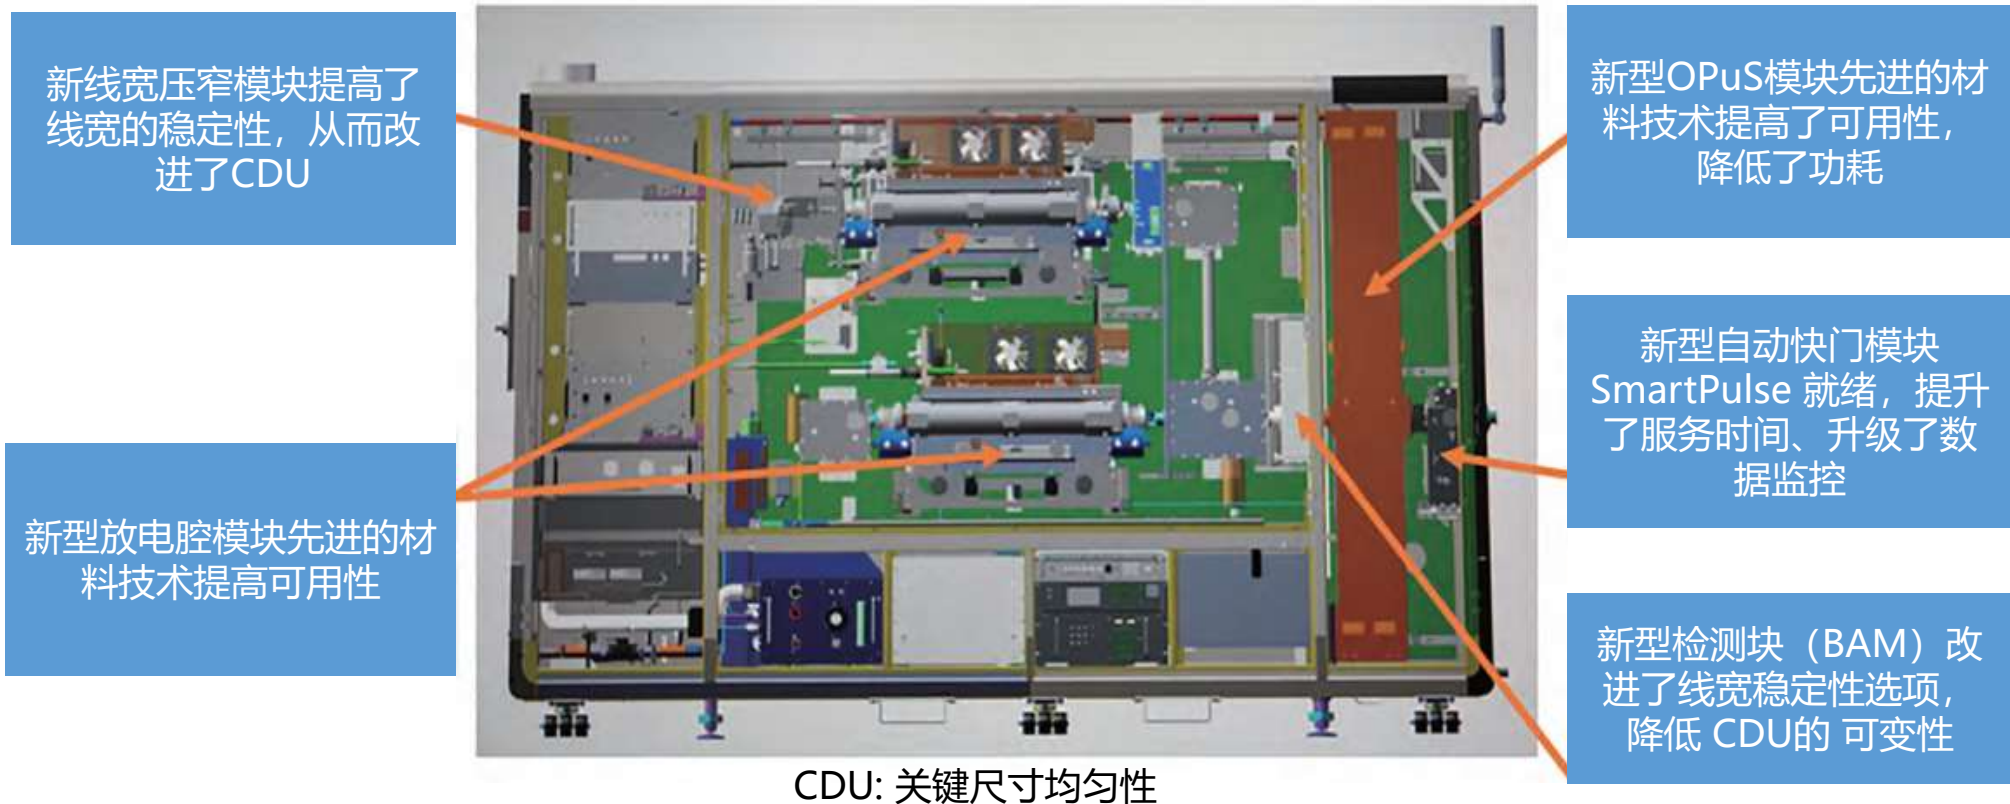 新线宽压窄模块提高了
线宽的稳定性，从而改
进了CDU
新型放电腔模块先进的材
料技术提高可用性
新型OPuS模块先进的材
料技术提高了可用性，
降低了功耗
新型自动快门模块
SmartPulse 就绪，提升
了服务时间、升级了数
据监控
新型检测块（BAM）改
进了线宽稳定性选项，
降低 CDU的 可变性
CDU: 关键尺寸均匀性